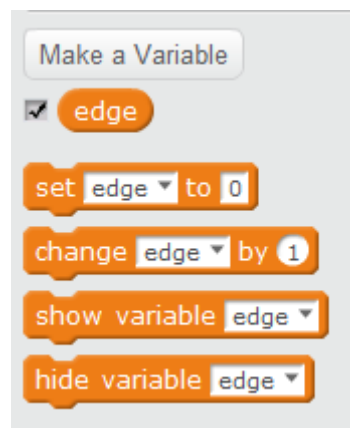 Make a Variable
edge
set edge to 0
change edge by 1
show variable edge
hide variable edge